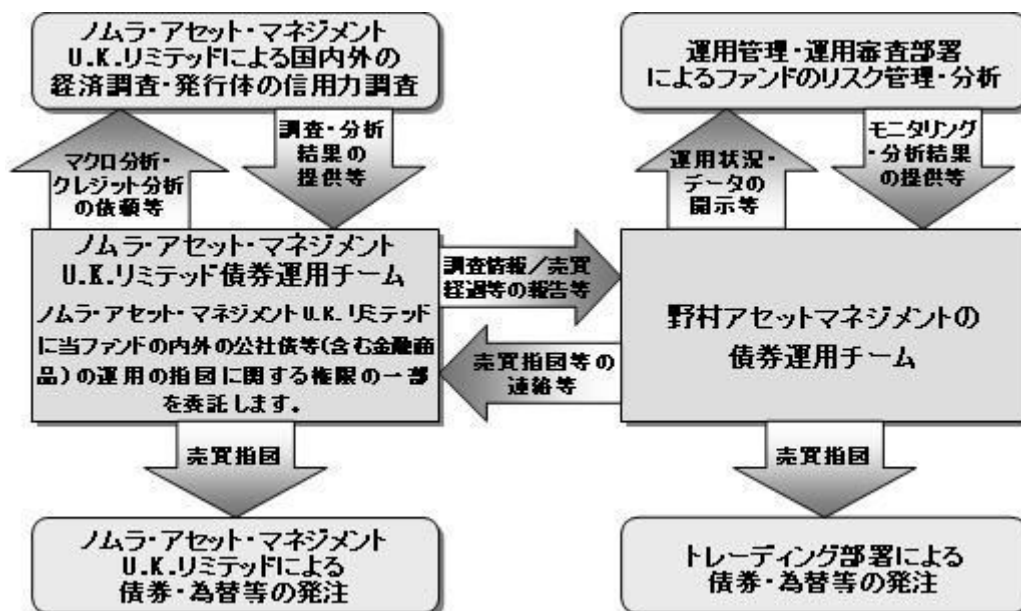 ノムラ・アセット・マネジメント
U.K.リミテッドによる国内外の
経済調査・発行体の信用力調査
運用管理・運用審査部署
によるファンドのリスク管理・分析
マクロ分析・
クレジット分析
の依頼等
調査・分析
結果の
提供等
運用状況・
データの
開示等
モニタリング
・分析結果
の提供等
ノムラ・アセット・マネジメント
U.K.リミテッド債券運用チーム
ノムラ・アセット・マネジメントU.K.リミテッド
に当ファンドの内外の公社債等(含む金融商
品)の運用の指図に関する権限の一部
を委託します。
調査情報/売買
経過等の報告等
売買指図等の
連絡等
野村アセットマネジメントの
債券運用チーム
売買指図
売買指図
ノムラ・アセット・マネジメント
U.K.リミテッドによる
債券・為替等の発注
トレーディング部署による
債券・為替等の発注